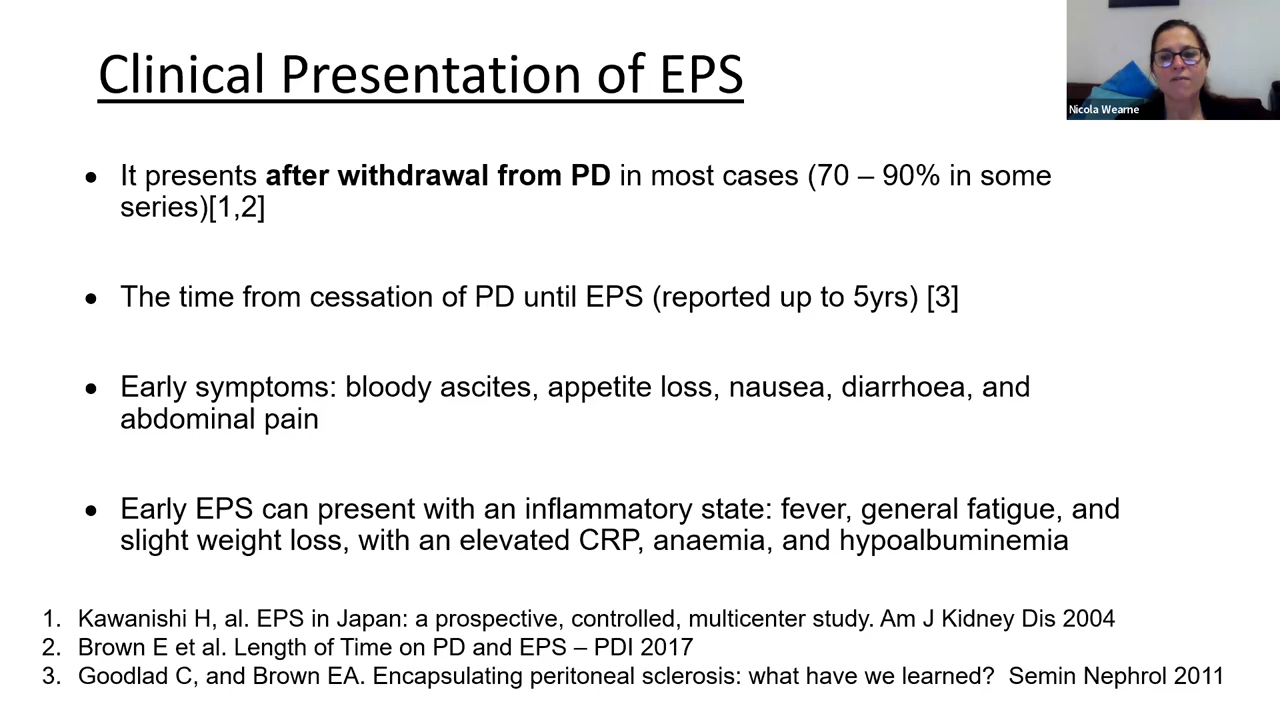 Clinical Presentation of EPS
Nicola Wearne
• It presents after withdrawal from PD in most cases (70 – 90% in some
series)[1,2]
• The time from cessation of PD until EPS (reported up to 5yrs) [3]
• Early symptoms: bloody ascites, appetite loss, nausea, diarrhoea, and
abdominal pain
• Early EPS can present with an inflammatory state: fever, general fatigue, and
slight weight loss, with an elevated CRP, anaemia, and hypoalbuminemia
1. Kawanishi H, al. EPS in Japan: a prospective, controlled, multicenter study. Am J Kidney Dis 2004
2. Brown E et al. Length of Time on PD and EPS – PDI 2017
3. Goodlad C, and Brown EA. Encapsulating peritoneal sclerosis: what have we learned? Semin Nephrol 2011